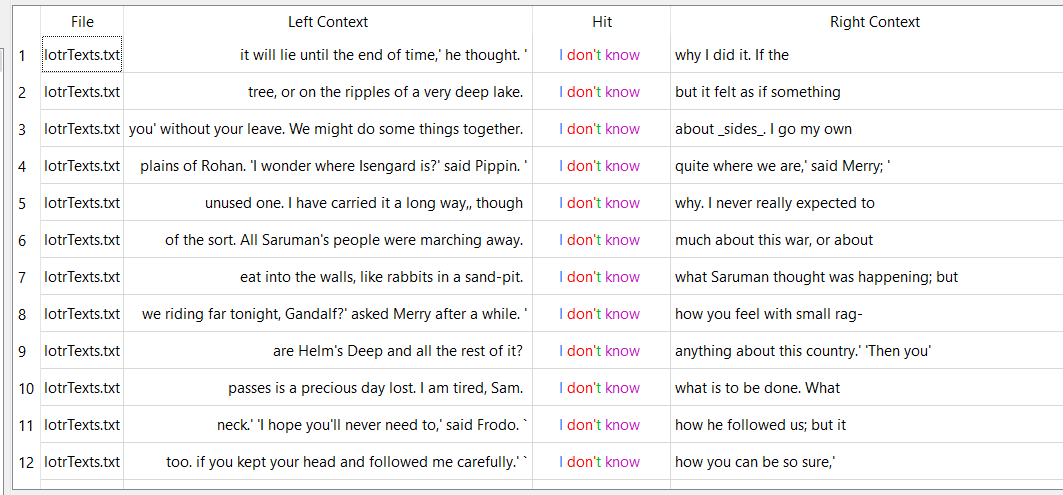 File Left Context Hit Right Context
1 lotrTexts.txt it will lie until the end of time,' he thought. ' I don't know why I did it. If the
2 lotrTexts.txt tree, or on the ripples of a very deep lake. I don't know but it felt as if something
3 lotrTexts.txt you' without your leave. We might do some things together. I don't know about _sides_. I go my own
4 lotrTexts.txt plains of Rohan. 'I wonder where Isengard is?' said Pippin. ' I don't know quite where we are,' said Merry; '
5 lotrTexts.txt unused one. I have carried it a long way,, though I don't know why. I never really expected to
6 lotrTexts.txt of the sort. All Saruman's people were marching away. I don't know much about this war, or about
7 lotrTexts.txt eat into the walls, like rabbits in a sand-pit. I don't know what Saruman thought was happening; but
8 lotrTexts.txt we riding far tonight, Gandalf?' asked Merry after a while. ' I don't know how you feel with small rag-
9 lotrTexts.txt are Helm's Deep and all the rest of it? I don't know anything about this country.' 'Then you'
10 lotrTexts.txt passes is a precious day lost. I am tired, Sam. I don't know what is to be done. What
11 lotrTexts.txt neck.' 'I hope you'll never need to,' said Frodo. ` I don't know how he followed us; but it
12 lotrTexts.txt too. if you kept your head and followed me carefully.' ` I don't know how you can be so sure,'